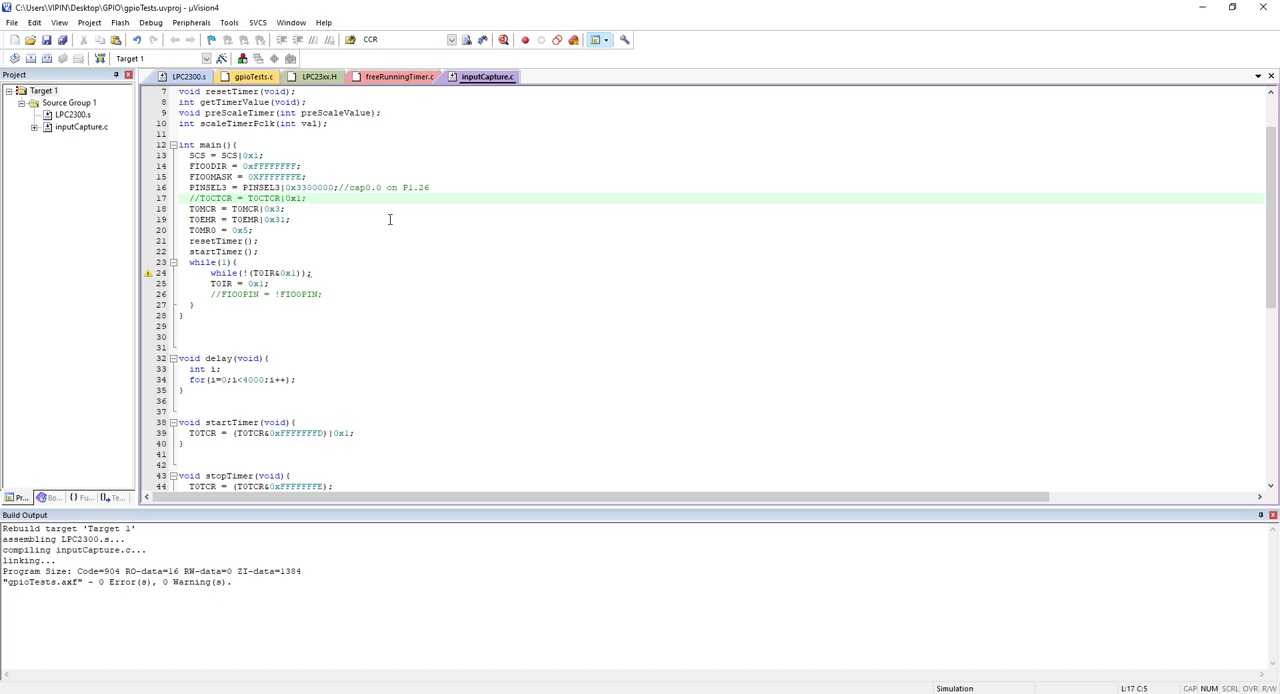 C:\Users\VIPIN\Desktop\GPIO\gpioTests.uvproj - µVision4
File Edit View Project Flash Debug Peripherals Tools SVCS Window Help
CCR
Target 1
Project
LPC2300.s gpioTests.c LPC23xx.H freeRunningTimer.c inputCapture.c
Target 1
Source Group 1
LPC2300.s
inputCapture.c
7 void resetTimer(void);
8 int getTimerValue(void);
9 void preScaleTimer(int preScaleValue);
10 int scaleTimerPclk(int val);
11
12 int main(){
13 SCS = SCS|0x1;
14 FIO0DIR = 0xFFFFFFFF;
15 FIO0MASK = 0XFFFFFFFE;
16 PINSEL3 = PINSEL3|0x3300000;//cap0.0 on P1.26
17 //T0CTCR = T0CTCR|0x1;
18 T0MCR = T0MCR|0x3;
19 T0EMR = T0EMR|0x31;
20 T0MR0 = 0x5;
21 resetTimer();
22 startTimer();
23 while(1){
24 while(!(T0IR&0x1));
25 T0IR = 0x1;
26 //FIO0PIN = !FIO0PIN;
27 }
28 }
29
30
31
32 void delay(void){
33 int i;
34 for(i=0;i<4000;i++);
35 }
36
37
38 void startTimer(void){
39 T0TCR = (T0TCR&0xFFFFFFFD)|0x1;
40 }
41
42
43 void stopTimer(void){
44 T0TCR = (T0TCR&0xFFFFFFFE);
Pr... Bo... {} Fu... Te...
Build Output
Rebuild target 'Target 1'
assembling LPC2300.s...
compiling inputCapture.c...
linking...
Program Size: Code=904 RO-data=16 RW-data=0 ZI-data=1384
"gpioTests.axf" - 0 Error(s), 0 Warning(s).
Simulation L:17 C:5 CAP NUM SCRL OVR R/W